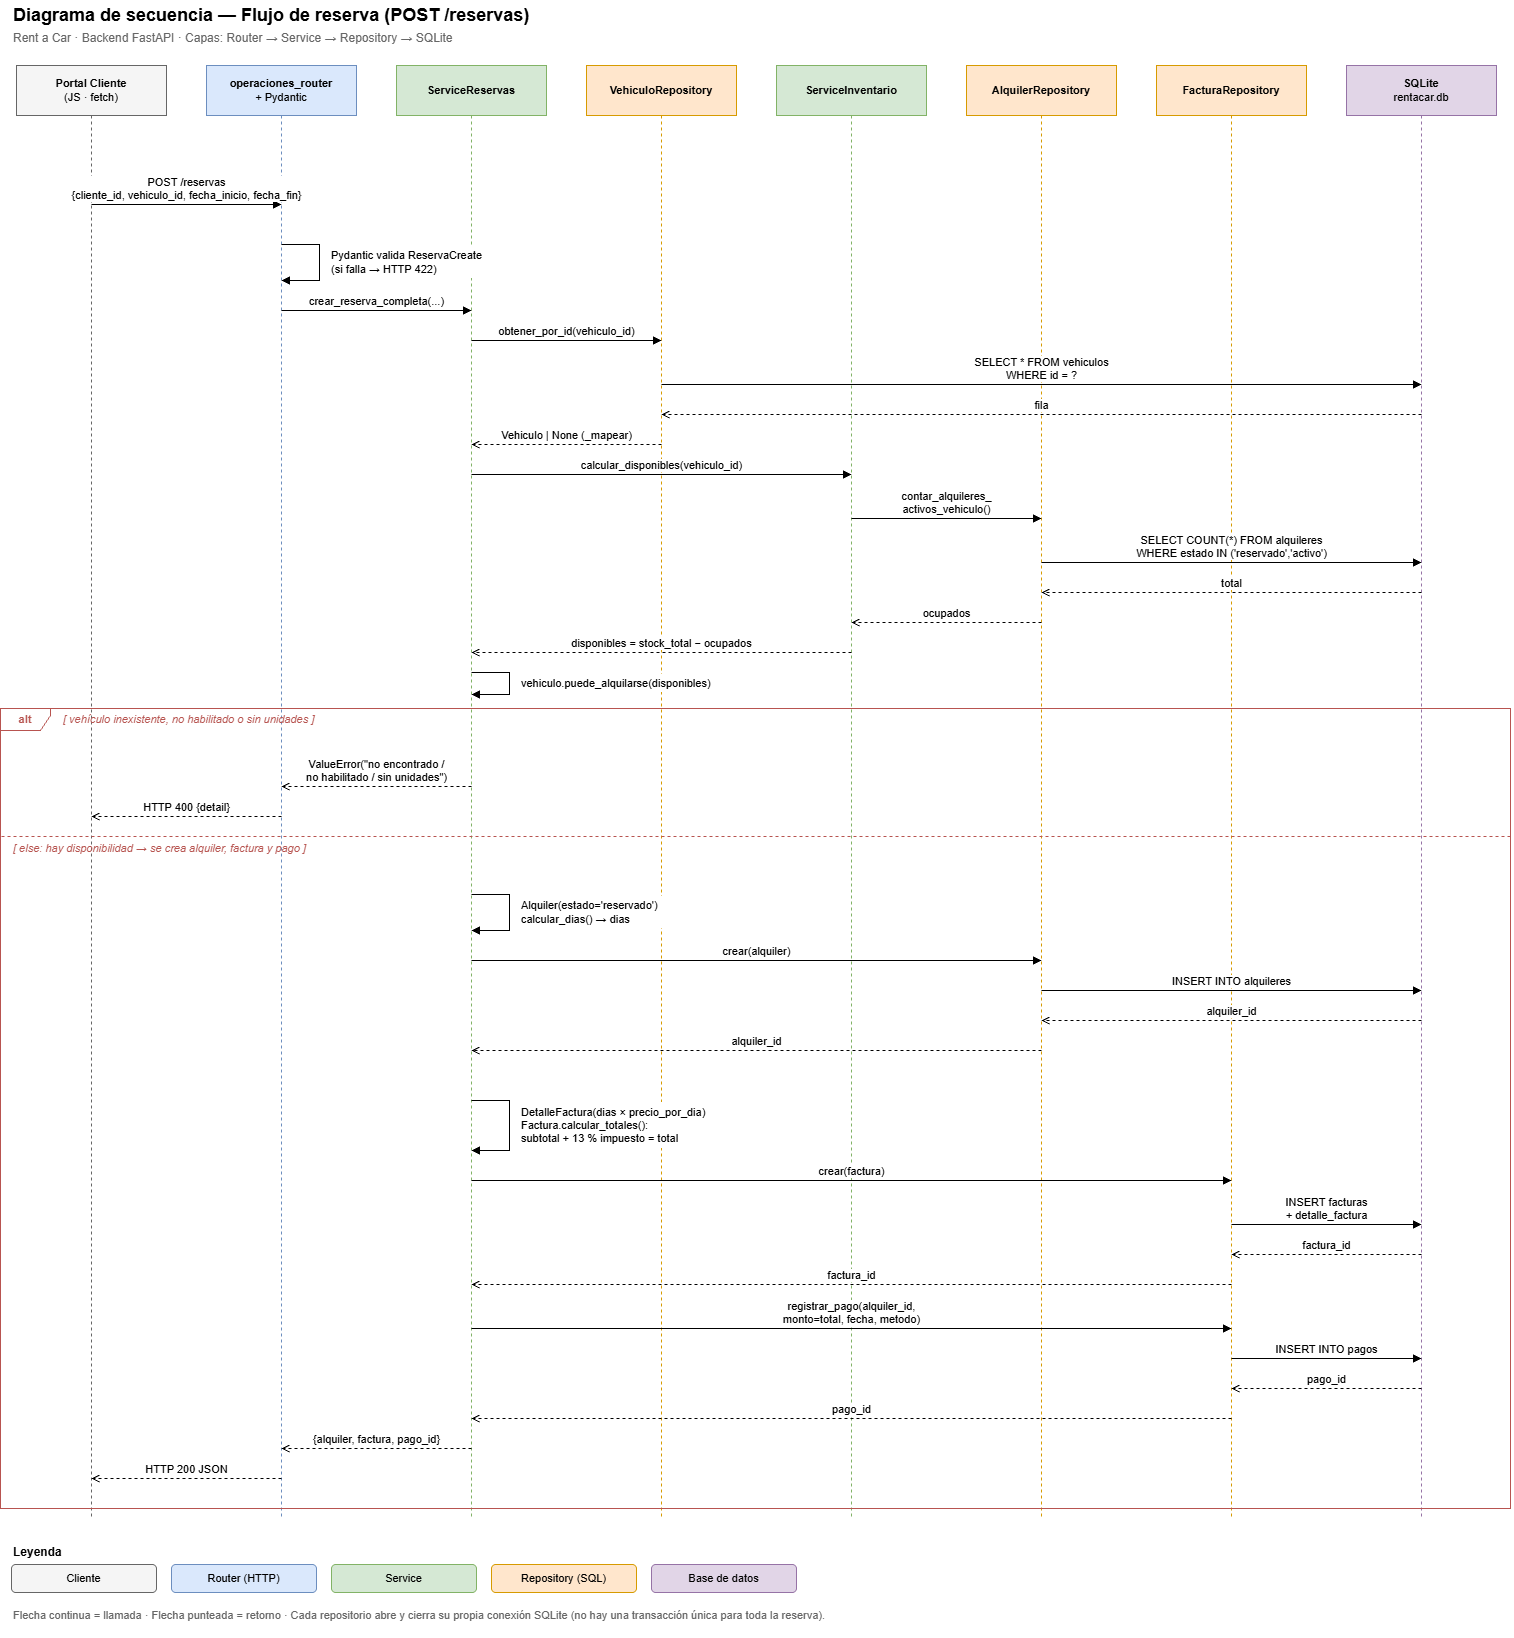 Diagrama de secuencia — Flujo de reserva (POST /reservas)
Rent a Car · Backend FastAPI · Capas: Router → Service → Repository → SQLite
Portal Cliente
(JS · fetch)
operaciones_router
+ Pydantic
ServiceReservas
VehiculoRepository
ServiceInventario
AlquilerRepository
FacturaRepository
SQLite
rentacar.db
POST /reservas
{cliente_id, vehiculo_id, fecha_inicio, fecha_fin}
Pydantic valida ReservaCreate
(si falla → HTTP 422)
crear_reserva_completa(...)
obtener_por_id(vehiculo_id)
SELECT * FROM vehiculos
WHERE id = ?
fila
Vehiculo | None (_mapear)
calcular_disponibles(vehiculo_id)
contar_alquileres_
activos_vehiculo()
SELECT COUNT(*) FROM alquileres
WHERE estado IN ('reservado','activo')
total
ocupados
disponibles = stock_total − ocupados
vehiculo.puede_alquilarse(disponibles)
alt
[ vehículo inexistente, no habilitado o sin unidades ]
ValueError("no encontrado /
no habilitado / sin unidades")
HTTP 400 {detail}
[ else: hay disponibilidad → se crea alquiler, factura y pago ]
Alquiler(estado='reservado')
calcular_dias() → dias
crear(alquiler)
INSERT INTO alquileres
alquiler_id
alquiler_id
DetalleFactura(dias × precio_por_dia)
Factura.calcular_totales():
subtotal + 13 % impuesto = total
crear(factura)
INSERT facturas
+ detalle_factura
factura_id
factura_id
registrar_pago(alquiler_id,
monto=total, fecha, metodo)
INSERT INTO pagos
pago_id
pago_id
{alquiler, factura, pago_id}
HTTP 200 JSON
Leyenda
Cliente
Router (HTTP)
Service
Repository (SQL)
Base de datos
Flecha continua = llamada · Flecha punteada = retorno · Cada repositorio abre y cierra su propia conexión SQLite (no hay una transacción única para toda la reserva).